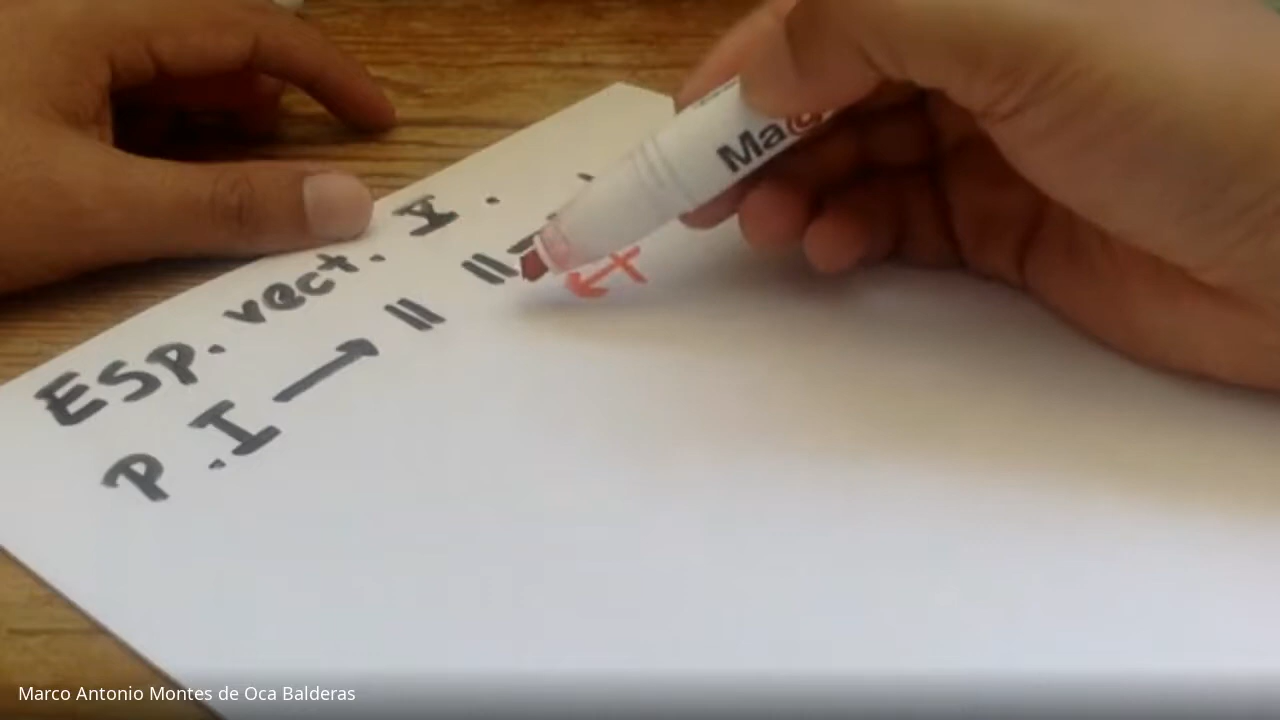 Esp. vect. I.
P.I → ||
Marco Antonio Montes de Oca Balderas